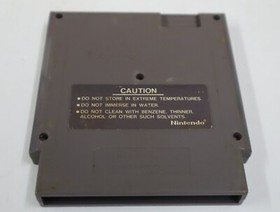 CAUTION
•DO NOT STORE IN EXTREME TEMPERATURES.
•DO NOT IMMERSE IN WATER.
•DO NOT CLEAN WITH BENZENE, THINNER,
ALCOHOL OR OTHER SUCH SOLVENTS.
Nintendo®